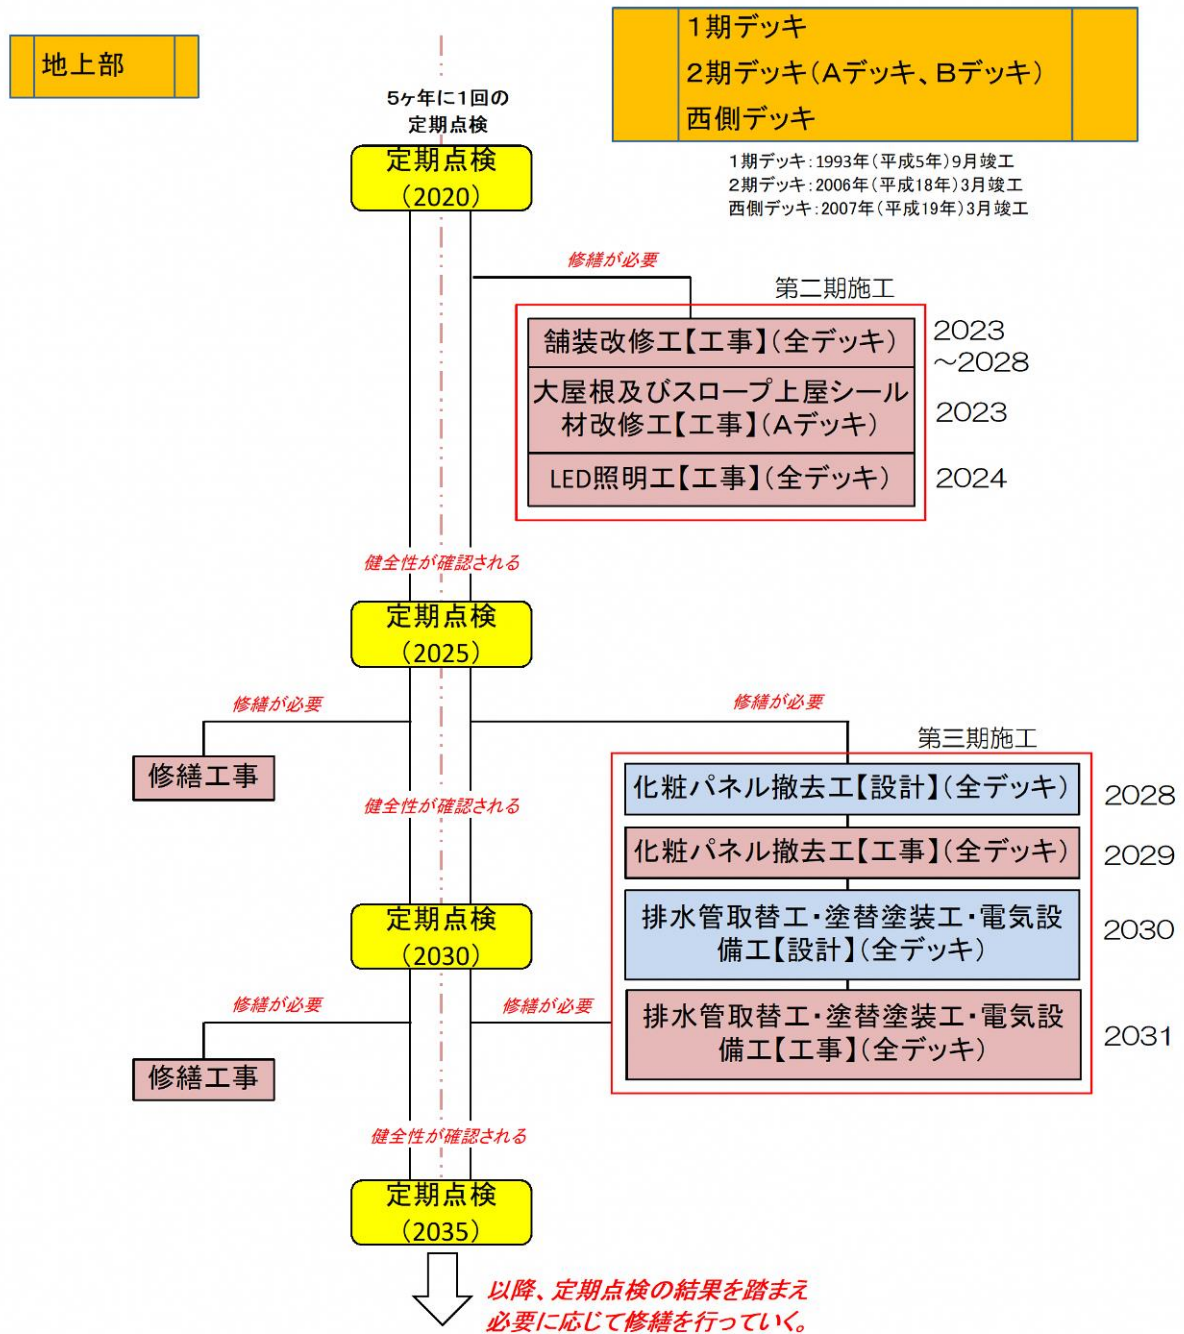 地上部
1期デッキ
2期デッキ(Aデッキ、Bデッキ)
西側デッキ
5ヶ年に1回の
定期点検
1期デッキ:1993年(平成5年)9月竣工
2期デッキ:2006年(平成18年)3月竣工
西側デッキ:2007年(平成19年)3月竣工
定期点検
(2020)
修繕が必要
第二期施工
舗装改修工【工事】(全デッキ)
2023
～2028
大屋根及びスロープ上屋シール
材改修工【工事】(Aデッキ)
2023
LED照明工【工事】(全デッキ)
2024
健全性が確認される
定期点検
(2025)
修繕が必要
修繕が必要
第三期施工
修繕工事
化粧パネル撤去工【設計】(全デッキ)
2028
健全性が確認される
化粧パネル撤去工【工事】(全デッキ)
2029
定期点検
(2030)
排水管取替工・塗替塗装工・電気設
備工【設計】(全デッキ)
2030
修繕が必要
修繕が必要
排水管取替工・塗替塗装工・電気設
備工【工事】(全デッキ)
2031
修繕工事
健全性が確認される
定期点検
(2035)
以降、定期点検の結果を踏まえ
必要に応じて修繕を行っていく。